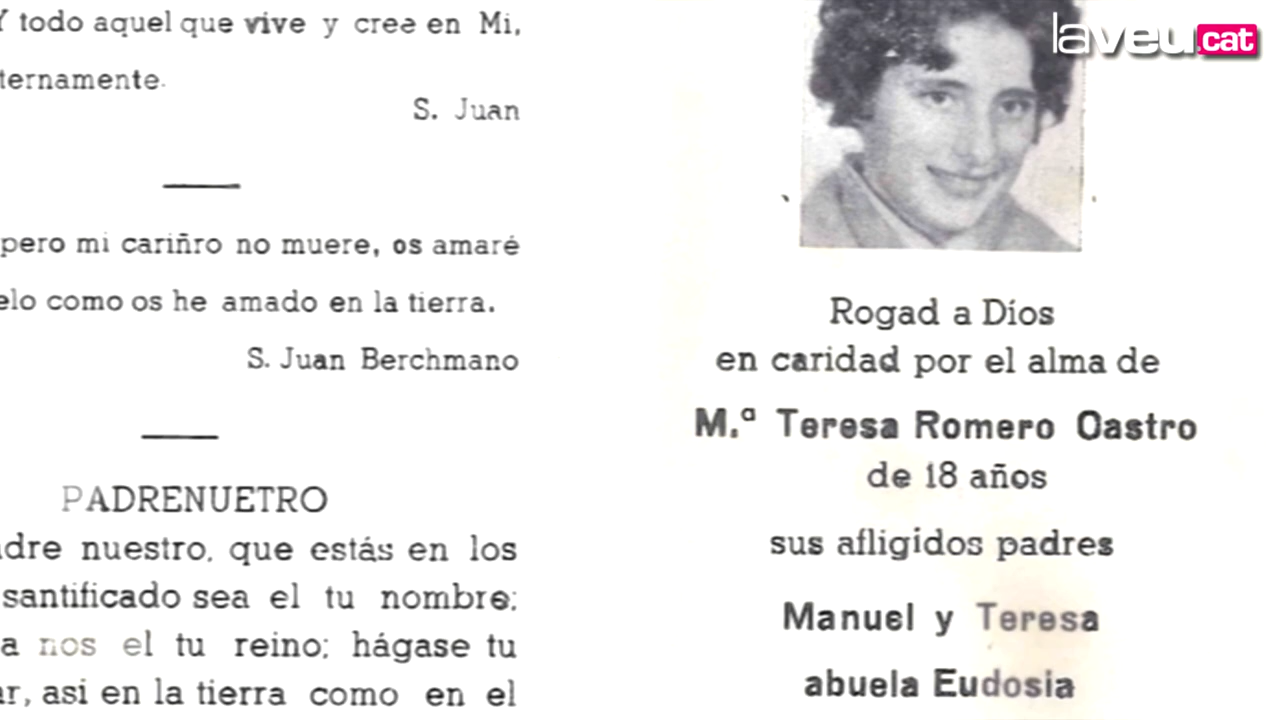 Y todo aquel que vive y cree en Mi,
ternamente.
S. Juan
pero mi cariñro no muere, os amaré
elo como os he amado en la tierra.
S. Juan Berchmano
PADRENUETRO
adre nuestro, que estás en los
santificado sea el tu nombre;
a nos el tu reino; hágase tu
ar, asi en la tierra como en el
laveu.cat
Rogad a Dios
en caridad por el alma de
M.ª Teresa Romero Oastro
de 18 años
sus afligidos padres
Manuel y Teresa
abuela Eudosia